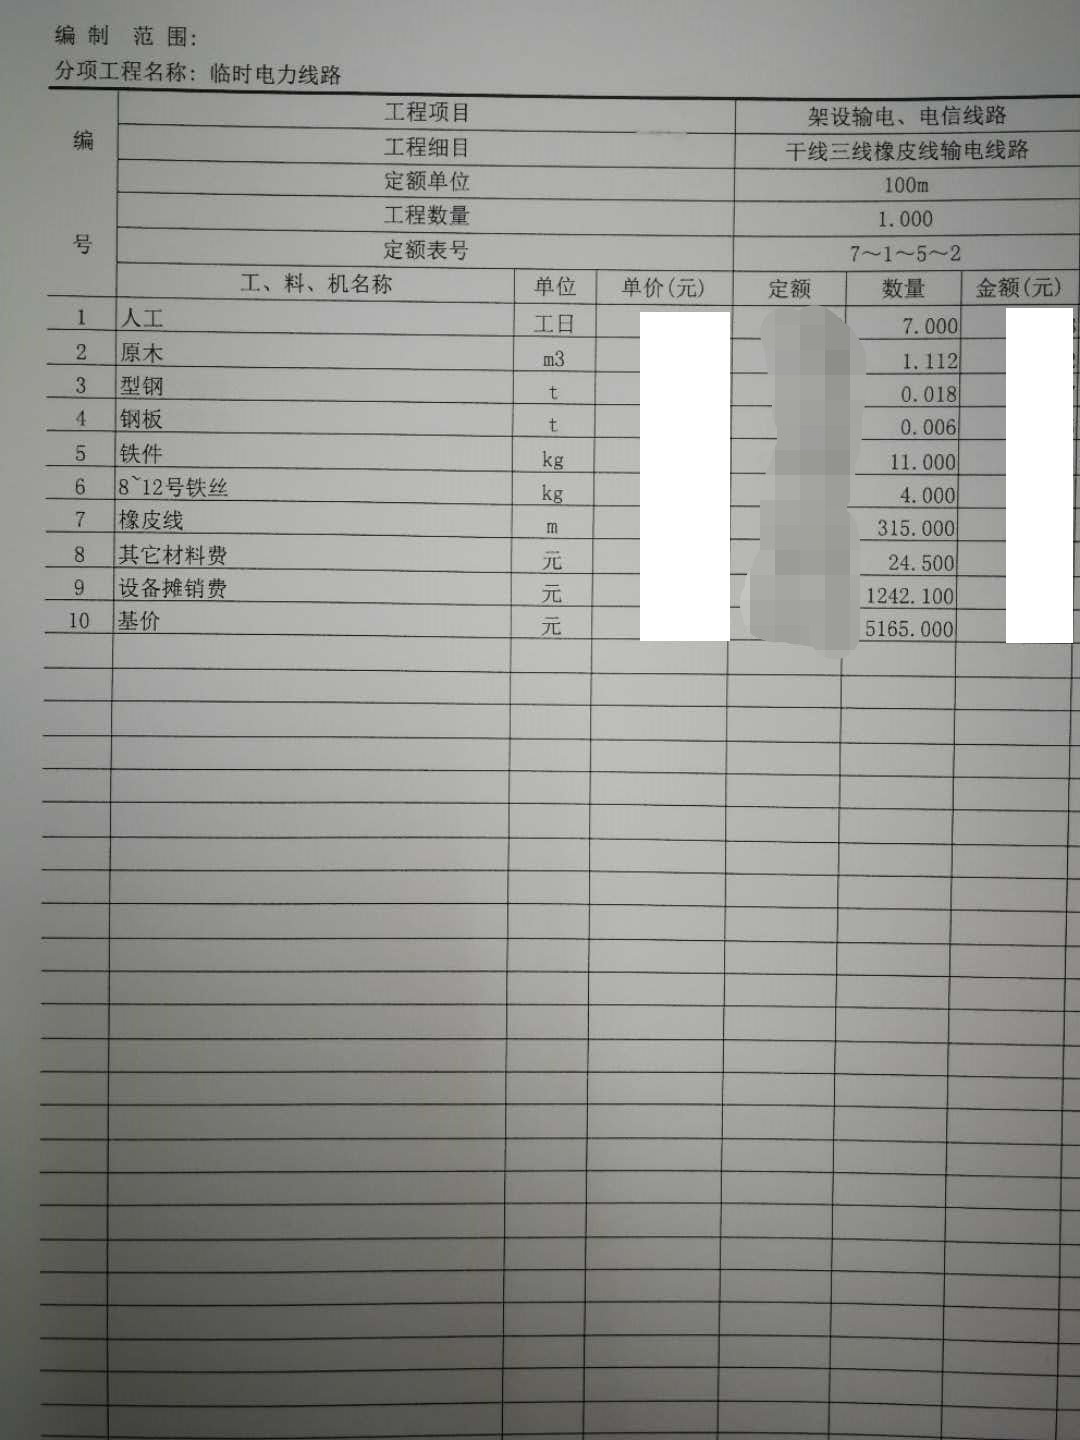 编 制 范 围:
分项工程名称: 临时电力线路
编号 工程项目 架设输电、电信线路
工程细目 干线三线橡皮线输电线路
定额单位 100m
工程数量 1.000
定额表号 7～1～5～2
工、料、机名称 单位 单价(元) 定额 数量 金额(元)
1 人工 工日 7.000
2 原木 m3 1.112
3 型钢 t 0.018
4 钢板 t 0.006
5 铁件 kg 11.000
6 8~12号铁丝 kg 4.000
7 橡皮线 m 315.000
8 其它材料费 元 24.500
9 设备摊销费 元 1242.100
10 基价 元 5165.000